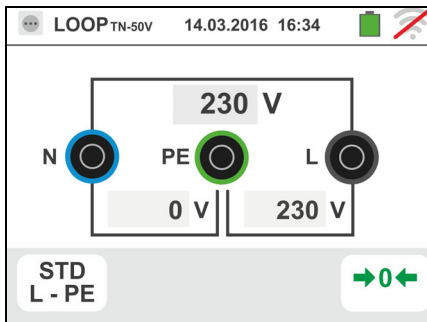 LOOP TN-50V 14.03.2016 16:34
230 V
N PE L
0 V 230 V
STD
L - PE
→0←